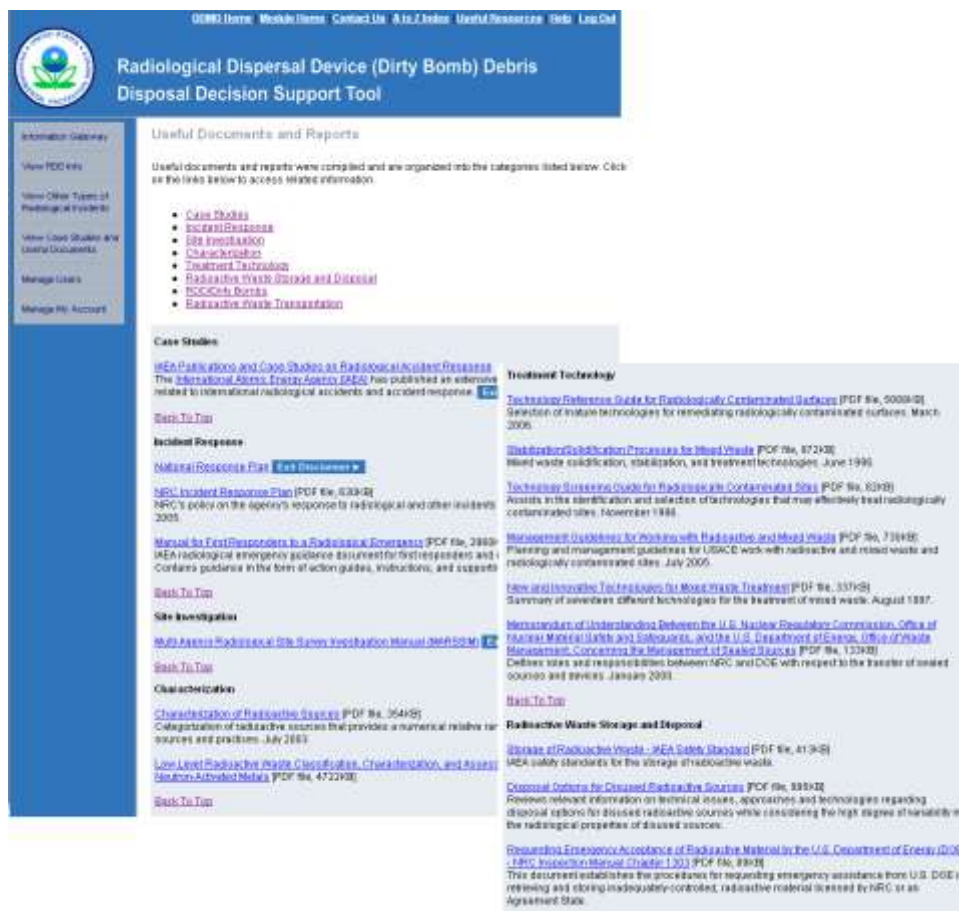 ODMO Home Module Home Contact Us A to Z Index Useful Resources Help Log Out
Radiological Dispersal Device (Dirty Bomb) Debris
Disposal Decision Support Tool
Information Gateway
View RDD Info
View Other Types of
Radiological Incidents
View Case Studies and
Useful Documents
Manage Users
Manage My Account
Useful Documents and Reports
Useful documents and reports were compiled and are organized into the categories listed below. Click
on the links below to access related information.
Case Studies
Incident Response
Site Investigation
Characterization
Treatment Technology
Radioactive Waste Storage and Disposal
RDD/Dirty Bombs
Radioactive Waste Transportation
Case Studies
IAEA Publications and Case Studies on Radiological Accident Response
The International Atomic Energy Agency (IAEA) has published an extensive
related to international radiological accidents and accident response.
Back To Top
Incident Response
National Response Plan Exit Disclaimer
NRC Incident Response Plan [PDF file, 630KB]
NRC's policy on the agency's response to radiological and other incidents
2005.
Manual for First Responders to a Radiological Emergency [PDF file,
IAEA radiological emergency guidance document for first responders and
Contains guidance in the form of action guides, instructions, and
Back To Top
Site Investigation
Multi-Agency Radiological Site Survey Investigation Manual (MARSSIM)
Back To Top
Characterization
Characterization of Radioactive Sources [PDF file, 354KB]
Categorization of radioactive sources that provides a numerical relative
sources and practices. July 2003.
Low Level Radioactive Waste Classification, Characterization, and
Neutron-Activated Metals [PDF file, 4722KB]
Back To Top
Treatment Technology
Technology Reference Guide for Radiologically Contaminated Surfaces [PDF file, 5008KB]
Selection of mature technologies for remediating radiologically contaminated surfaces. March
2006.
Stabilization/Solidification Processes for Mixed Waste [PDF file, 872KB]
Mixed waste solidification, stabilization, and treatment technologies. June 1996.
Technology Screening Guide for Radioactively Contaminated Sites [PDF file, 82KB]
Assists in the identification and selection of technologies that may effectively treat radiologically
contaminated sites. November 1996.
Management Guidelines for Working with Radioactive and Mixed Waste [PDF file, 736KB]
Planning and management guidelines for USACE work with radioactive and mixed waste and
radiologically contaminated sites. July 2005.
New and Innovative Technologies for Mixed Waste Treatment [PDF file, 337KB]
Summary of seventeen different technologies for the treatment of mixed waste. August 1997.
Memorandum of Understanding Between the U.S. Nuclear Regulatory Commission, Office of
Nuclear Material Safety and Safeguards, and the U.S. Department of Energy, Office of Waste
Management, Concerning the Management of Sealed Sources [PDF file, 133KB]
Defines roles and responsibilities between NRC and DOE with respect to the transfer of sealed
sources and devices. January 2000.
Back To Top
Radioactive Waste Storage and Disposal
Storage of Radioactive Waste - IAEA Safety Standard [PDF file, 413KB]
IAEA safety standards for the storage of radioactive waste.
Disposal Options for Disused Radioactive Sources [PDF file,
Reviews relevant information on technical issues, approaches and technologies regarding
disposal options for disused radioactive sources while considering the high degree of variability in
the radiological properties of disused sources.
Requesting Emergency Acceptance of Radioactive Material by the U.S. Department of Energy
- NRC Inspection Manual Chapter 1303 [PDF file, 89KB]
This document establishes the procedures for requesting emergency assistance from U.S. DOE
retrieving and storing inadequately-controlled, radioactive material licensed by NRC or an
Agreement State.